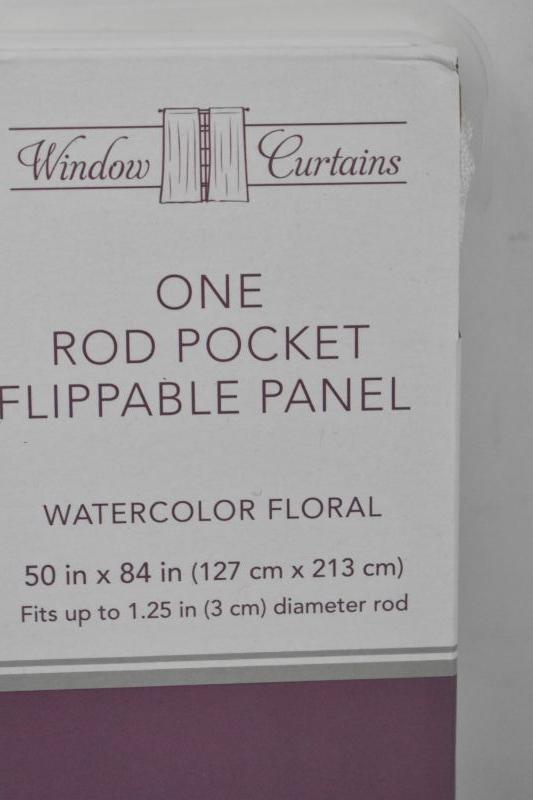 Window Curtains
ONE
ROD POCKET
FLIPPABLE PANEL
WATERCOLOR FLORAL
50 in x 84 in (127 cm x 213 cm)
Fits up to 1.25 in (3 cm) diameter rod